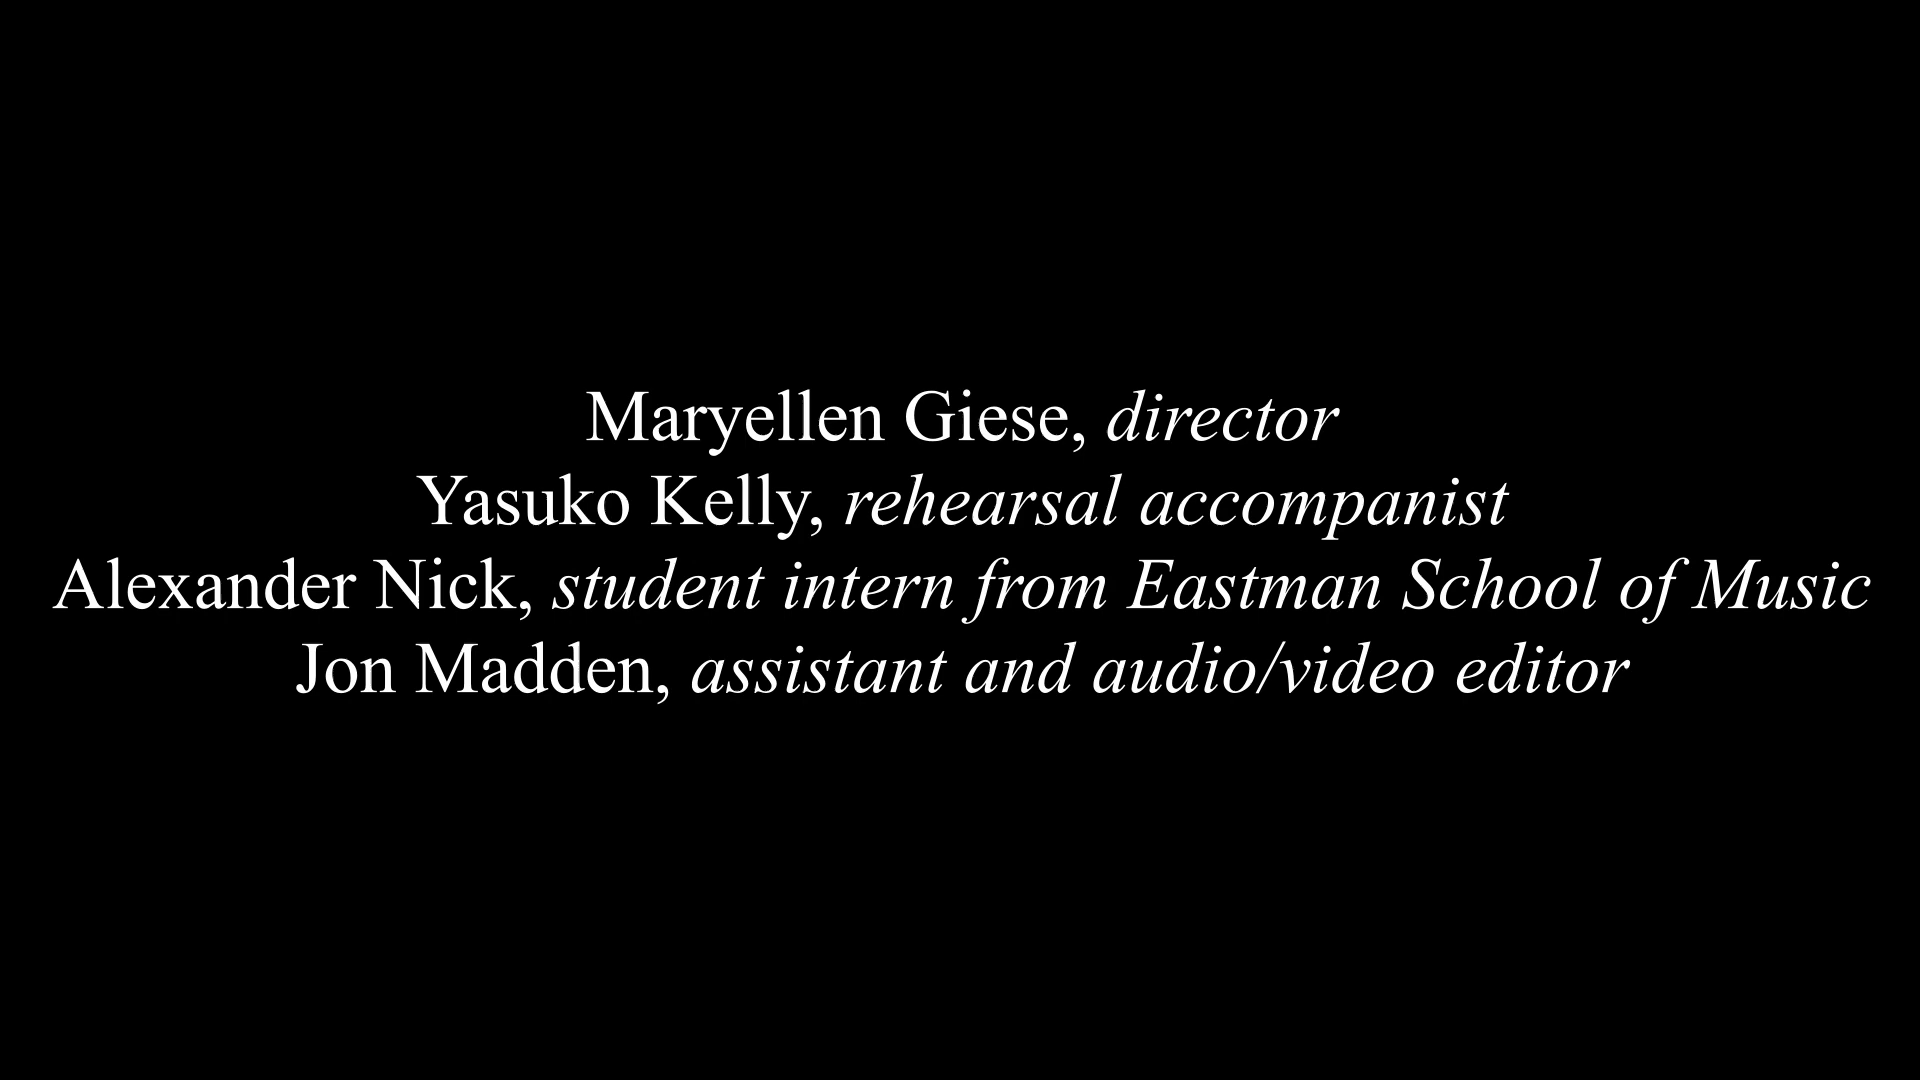 Maryellen Giese, director
Yasuko Kelly, rehearsal accompanist
Alexander Nick, student intern from Eastman School of Music
Jon Madden, assistant and audio/video editor